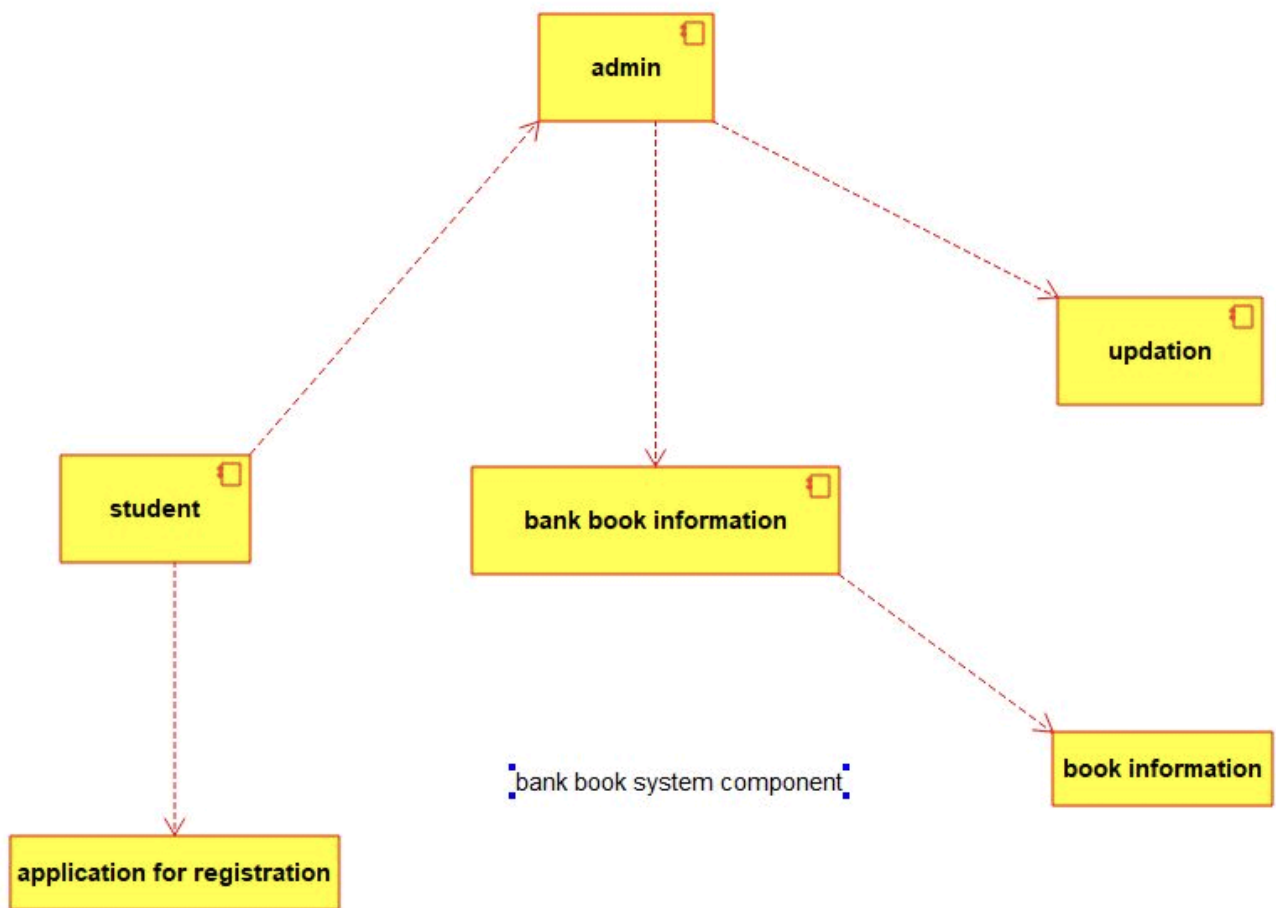 admin
updation
student
bank book information
book information
bank book system component
application for registration